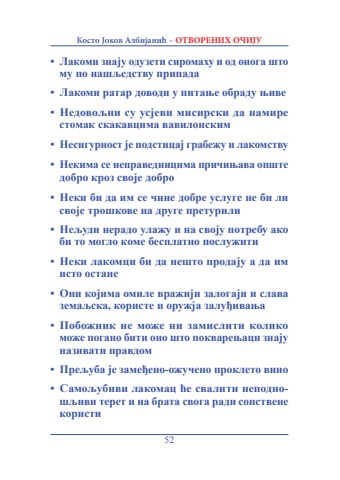 Косто Јоков Албијанић – ОТВОРЕНИХ ОЧИЈУ
• Лакоми знају одузети сиромаху и од онога што
му по нашљедству припада
• Лакоми ратар доводи у питање обраду њиве
• Недовољни су усјеви мисирски да намире
стомак скакавцима вавилонским
• Несигурност је подстицај грабежу и лакомству
• Некима се неправедницима причињава опште
добро кроз своје добро
• Неки би да им се чине добре услуге не би ли
своје трошкове на друге претурили
• Нељуди нерадо улажу и на своју потребу ако
би то могло коме бесплатно послужити
• Неки лакомци би да нешто продају а да им
исто остане
• Они којима омиле вражији залогаји и слава
земаљска, користе и оружја залуђивања
• Побожник не може ни замислити колико
може погано бити оно што покварењаци знају
називати правдом
• Прељуба је замеђено-ожучено проклето вино
• Самољубиви лакомац ће свалити неподно-
шљиви терет и на брата свога ради сопствене
користи
52